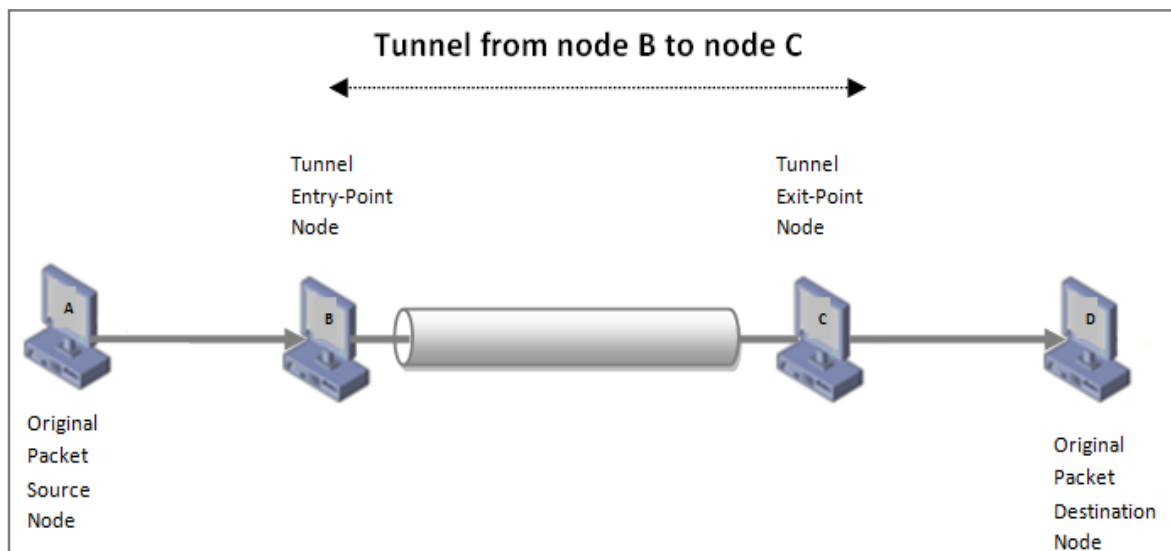 Tunnel from node B to node C
Tunnel
Entry-Point
Node
Tunnel
Exit-Point
Node
A
B
C
D
Original
Packet
Source
Node
Original
Packet
Destination
Node